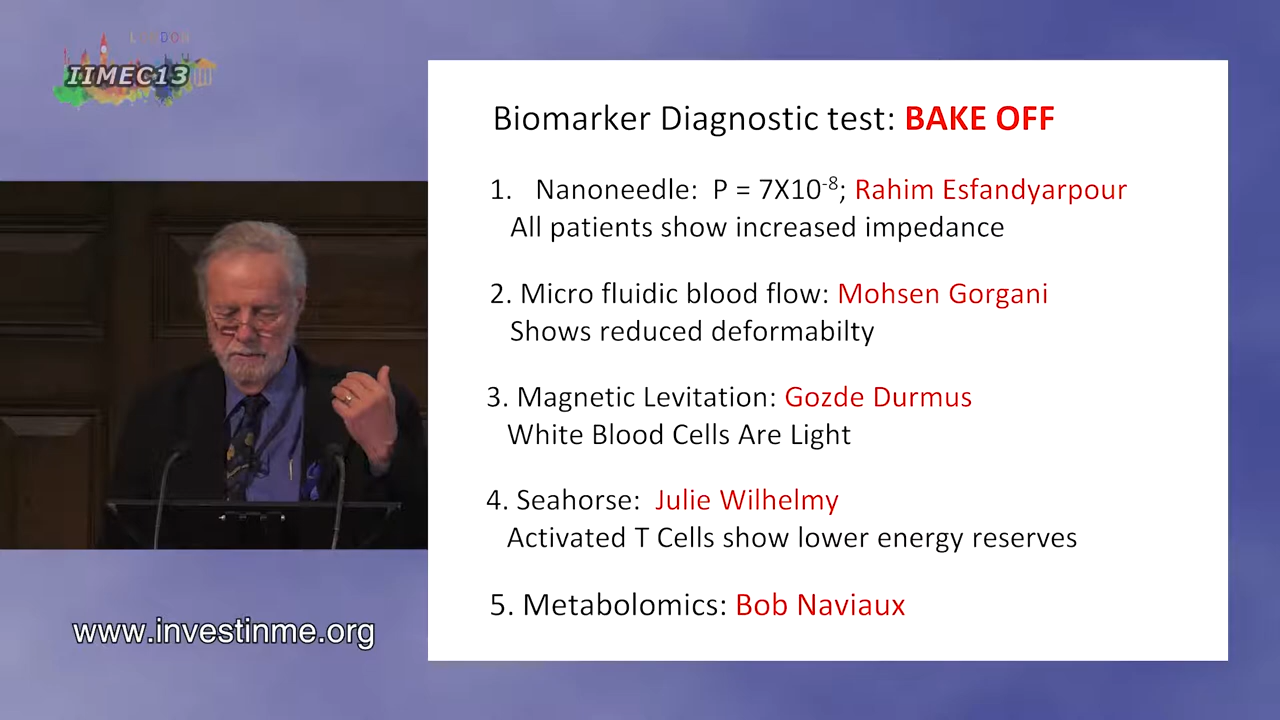 LONDON
IIMEC13
Biomarker Diagnostic test: BAKE OFF
1. Nanoneedle: P = 7X10⁻⁸; Rahim Esfandyarpour
All patients show increased impedance
2. Micro fluidic blood flow: Mohsen Gorgani
Shows reduced deformabilty
3. Magnetic Levitation: Gozde Durmus
White Blood Cells Are Light
4. Seahorse: Julie Wilhelmy
Activated T Cells show lower energy reserves
5. Metabolomics: Bob Naviaux
www.investinme.org